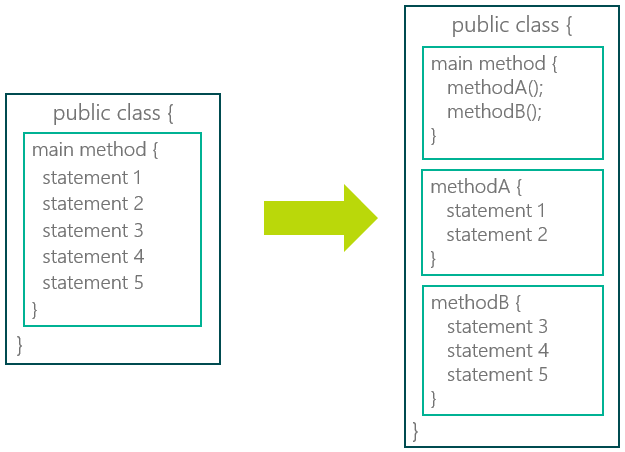 public class {
main method {
statement 1
statement 2
statement 3
statement 4
statement 5
}
}
public class {
main method {
methodA();
methodB();
}
methodA {
statement 1
statement 2
}
methodB {
statement 3
statement 4
statement 5
}
}